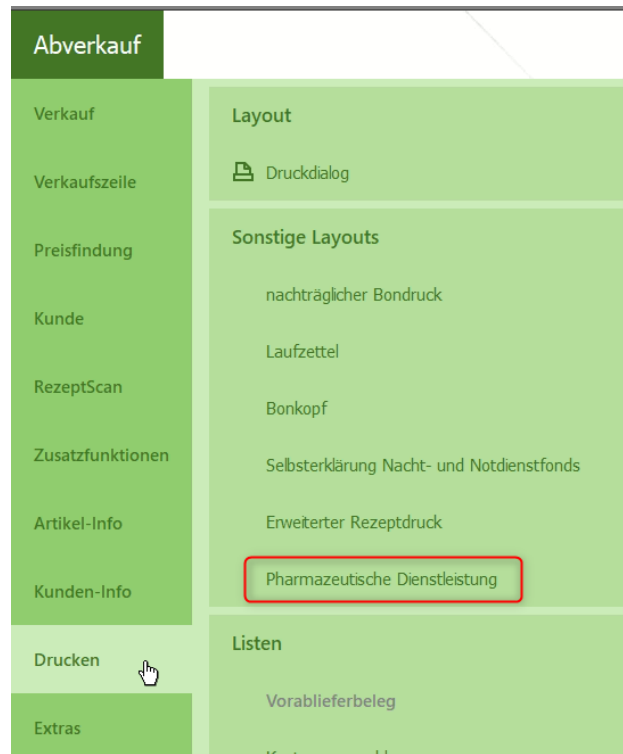 Abverkauf
Verkauf
Verkaufszeile
Preisfindung
Kunde
RezeptScan
Zusatzfunktionen
Artikel-Info
Kunden-Info
Drucken
Extras
Layout
Druckdialog
Sonstige Layouts
nachträglicher Bondruck
Laufzettel
Bonkopf
Selbsterklärung Nacht- und Notdienstfonds
Erweiterter Rezeptdruck
Pharmazeutische Dienstleistung
Listen
Vorablieferbeleg